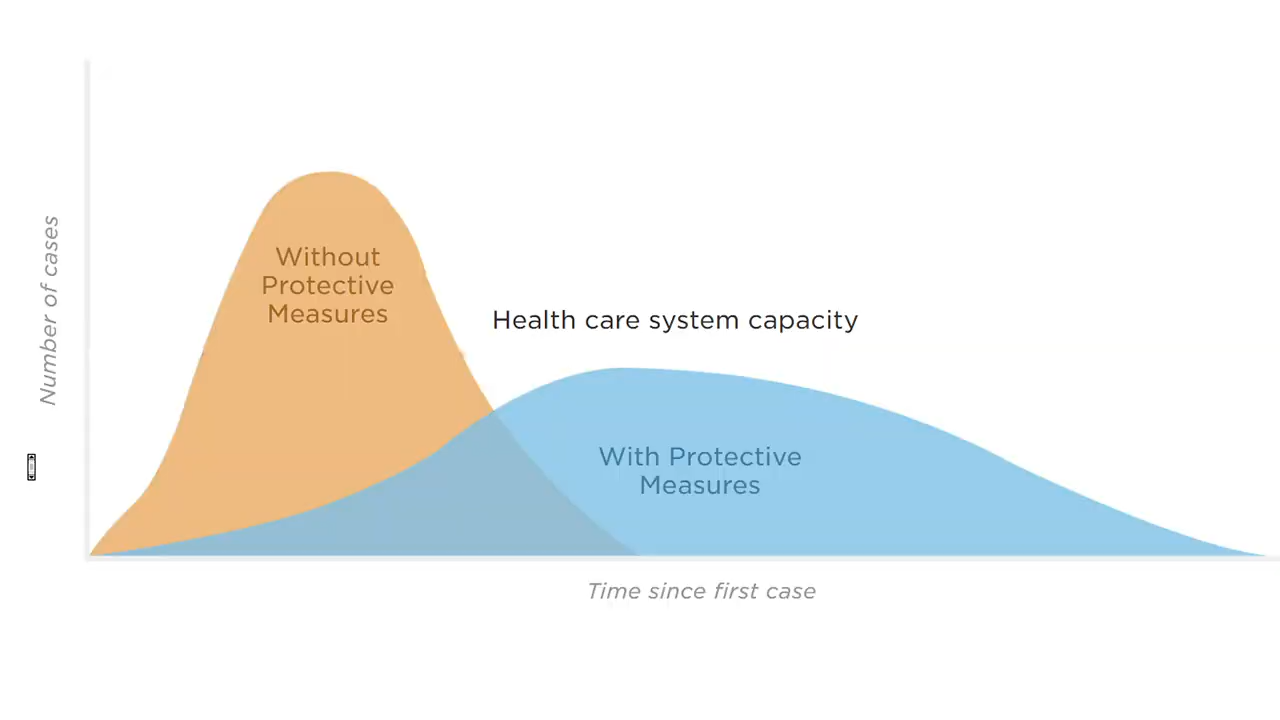 Without
Protective
Measures
Health care system capacity
Number of cases
With Protective
Measures
Time since first case